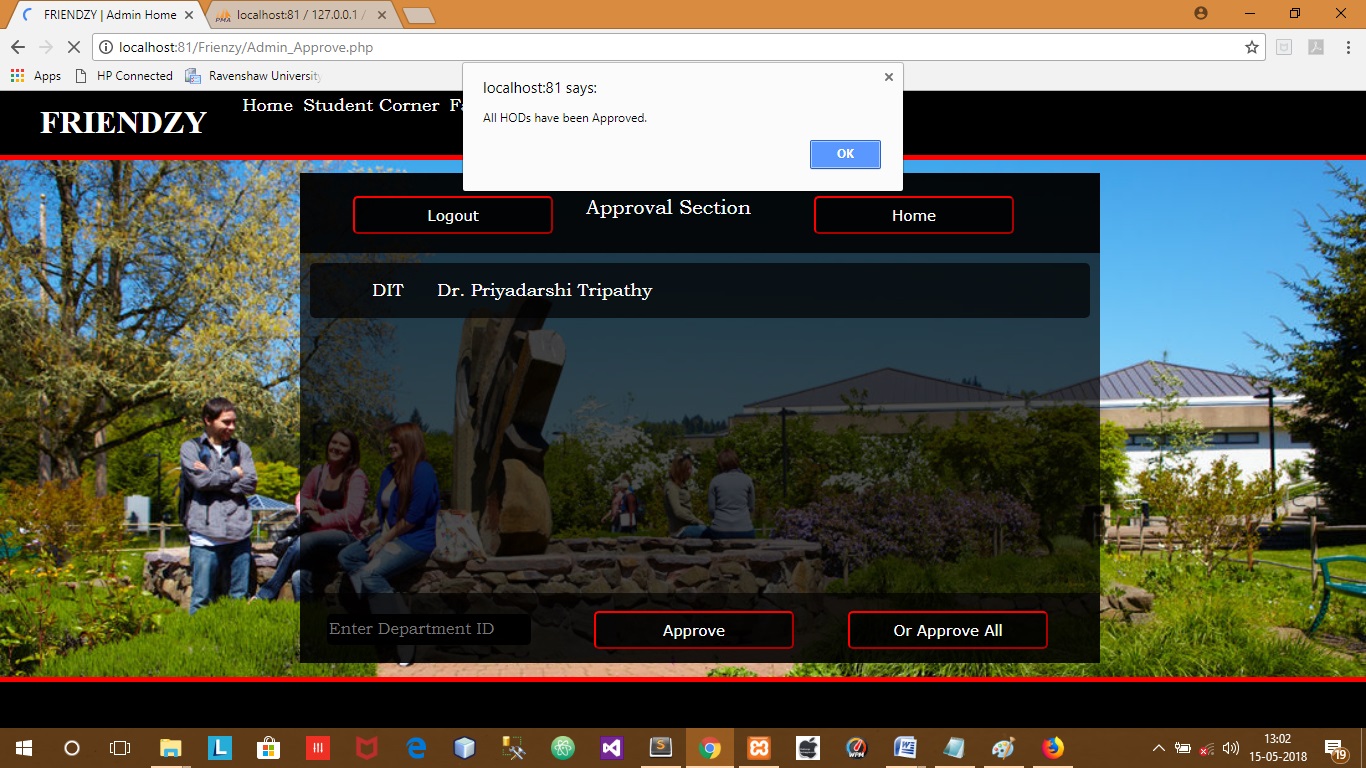 FRIENDZY | Admin Home
localhost:81 / 127.0.0.1 /
localhost:81/Frienzy/Admin_Approve.php
Apps HP Connected Ravenshaw University
localhost:81 says:
All HODs have been Approved.
OK
FRIENDZY
Home Student Corner
Logout Approval Section Home
DIT Dr. Priyadarshi Tripathy
Enter Department ID Approve Or Approve All
13:02
15-05-2018
19